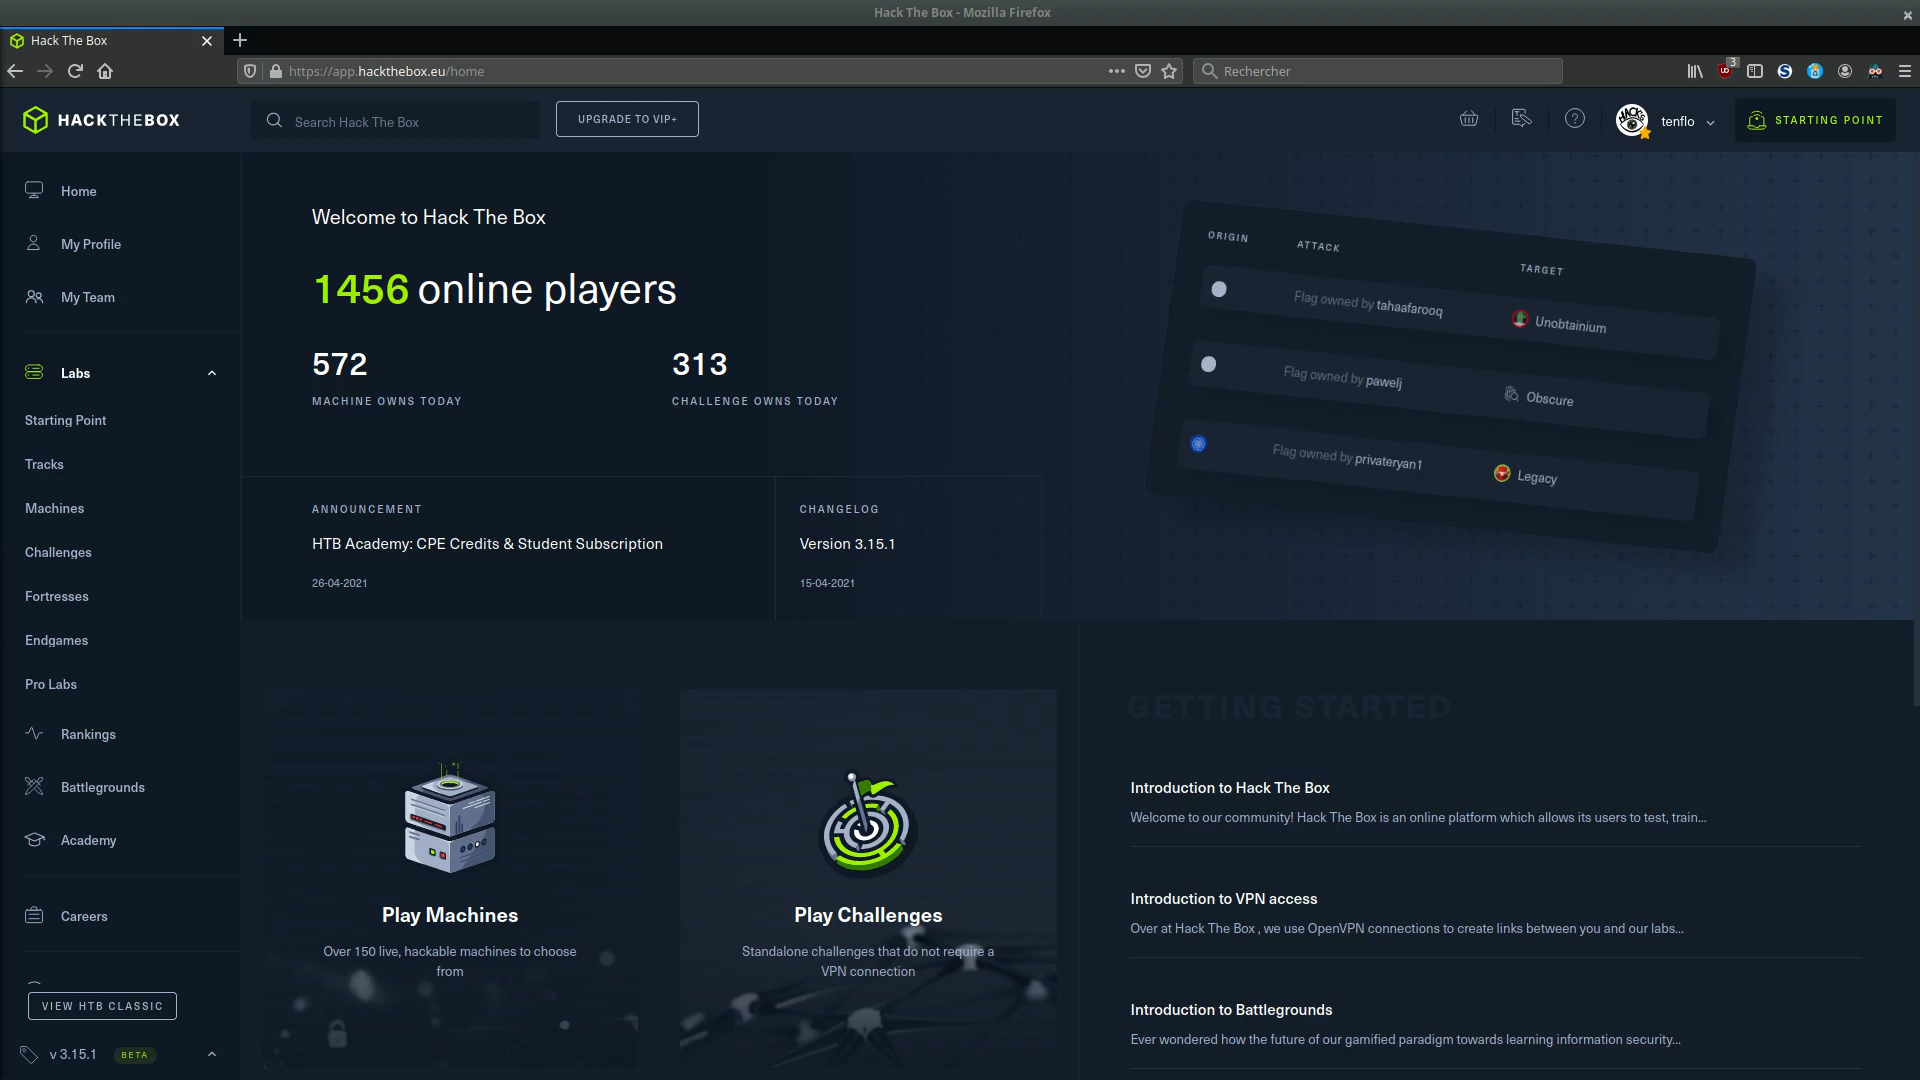 Hack The Box - Mozilla Firefox
Hack The Box
https://app.hackthebox.eu/home
Rechercher
3
HACKTHEBOX
Search Hack The Box
UPGRADE TO VIP+
tenflo
STARTING POINT
Home
My Profile
My Team
Labs
Starting Point
Tracks
Machines
Challenges
Fortresses
Endgames
Pro Labs
Rankings
Battlegrounds
Academy
Careers
VIEW HTB CLASSIC
v 3.15.1 BETA
Welcome to Hack The Box
1456 online players
572
MACHINE OWNS TODAY
313
CHALLENGE OWNS TODAY
ORIGIN ATTACK TARGET
Flag owned by tahaafarooq Unobtainium
Flag owned by pawelj Obscure
Flag owned by privateryan1 Legacy
ANNOUNCEMENT
HTB Academy: CPE Credits & Student Subscription
26-04-2021
CHANGELOG
Version 3.15.1
15-04-2021
Play Machines
Over 150 live, hackable machines to choose
from
Play Challenges
Standalone challenges that do not require a
VPN connection
GETTING STARTED
Introduction to Hack The Box
Welcome to our community! Hack The Box is an online platform which allows its users to test, train...
Introduction to VPN access
Over at Hack The Box , we use OpenVPN connections to create links between you and our labs...
Introduction to Battlegrounds
Ever wondered how the future of our gamified paradigm towards learning information security...